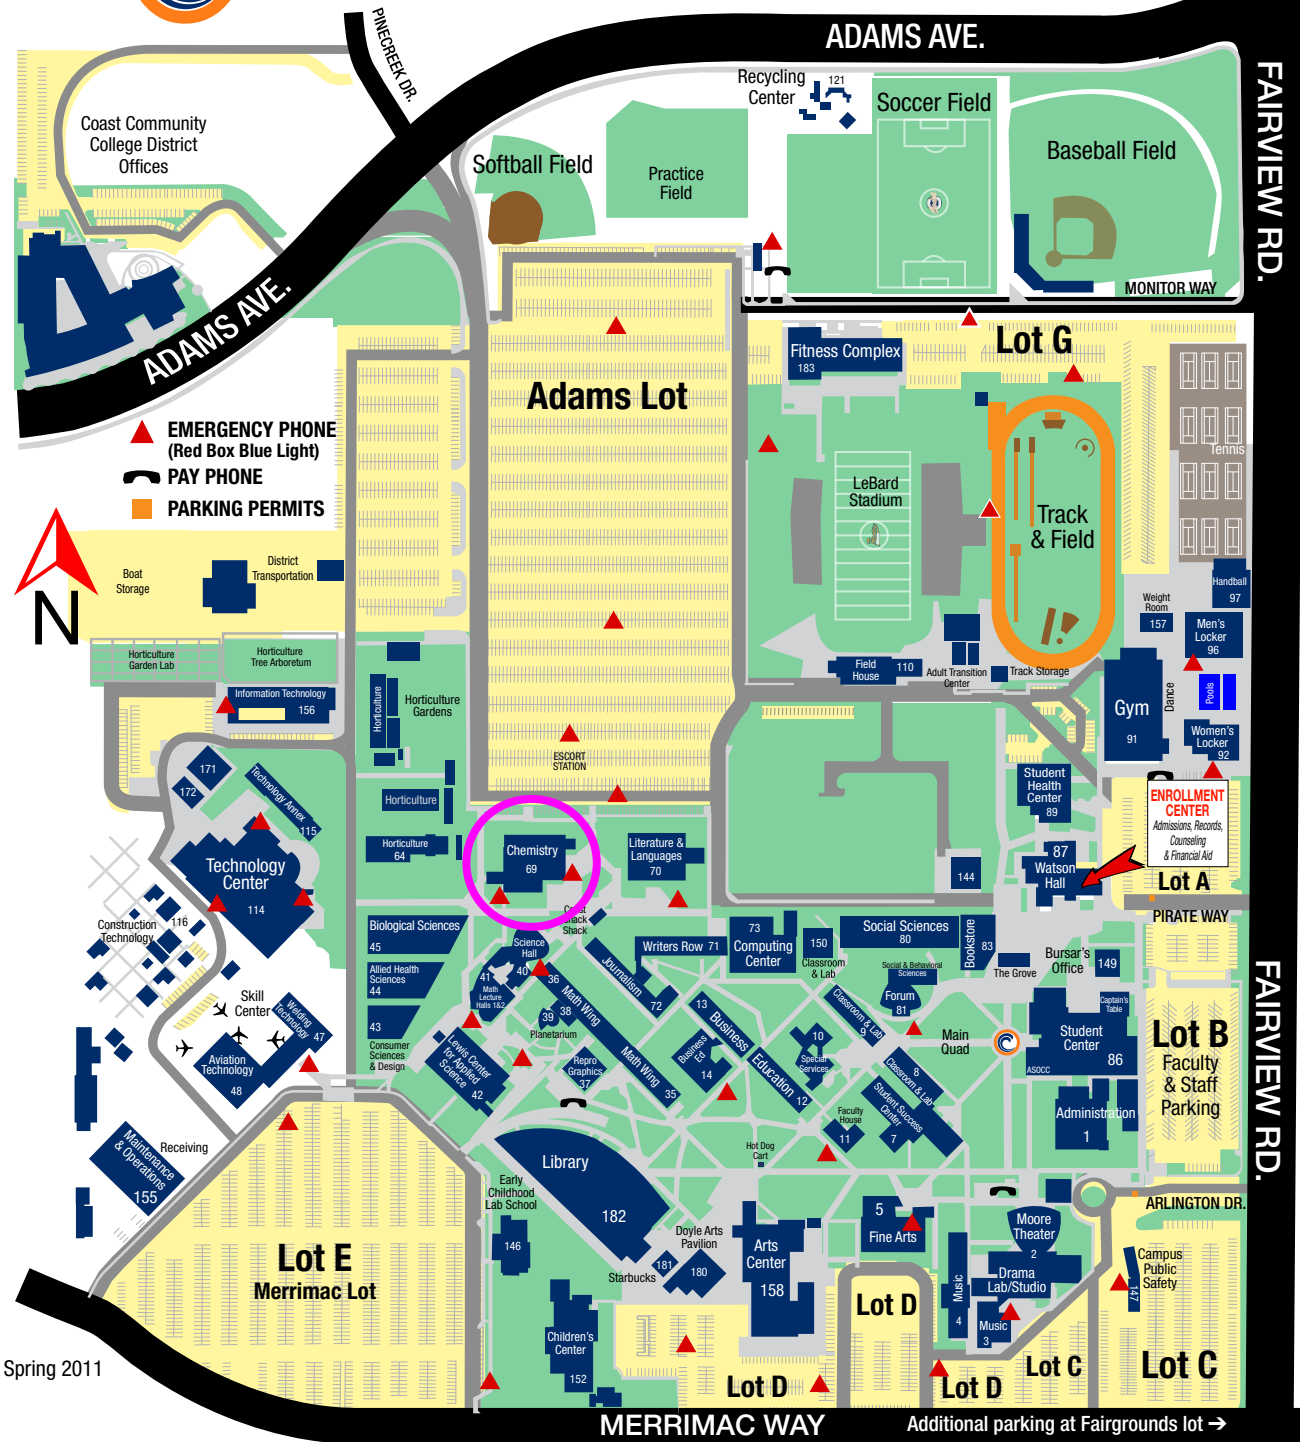 ADAMS AVE.
PINECREEK DR.
FAIRVIEW RD.
Coast Community
College District
Offices
Recycling
Center
121
Soccer Field
Baseball Field
Softball Field
Practice
Field
MONITOR WAY
ADAMS AVE.
Lot G
Fitness Complex
183
Adams Lot
EMERGENCY PHONE
(Red Box Blue Light)
PAY PHONE
PARKING PERMITS
Tennis
LeBard
Stadium
Track
& Field
N
Boat
Storage
District
Transportation
Handball
97
Weight
Room
157
Men's
Locker
96
Horticulture
Garden Lab
Horticulture
Tree Arboretum
Field
House
110
Adult Transition
Center
Track Storage
Information Technology
156
Horticulture
Horticulture
Gardens
Gym
91
Dance
Pools
Women's
Locker
92
ESCORT
STATION
171
172
Technology Annex
115
Horticulture
Student
Health
Center
89
ENROLLMENT
CENTER
Admissions, Records,
Counseling
& Financial Aid
Horticulture
64
Chemistry
69
Literature &
Languages
70
87
Watson
Hall
Lot A
144
Technology
Center
114
PIRATE WAY
Construction
Technology
116
Biological Sciences
45
Coast
Snack
Shack
Science
Hall
40
Writers Row 71
73
Computing
Center
150
Classroom
& Lab
Social Sciences
80
Bookstore
83
Bursar's
Office
149
The Grove
FAIRVIEW RD.
Allied Health
Sciences
44
41
Math
Lecture
Halls 1&2
36
Math Wing
Journalism
72
Social & Behavioral
Sciences
Forum
81
Captain's
Table
Skill
Center
Welding
Technology
47
43
Consumer
Sciences
& Design
39
38
Planetarium
13
Business
Classroom & Lab
9
10
Special
Services
Main
Quad
Student
Center
86
ASOCC
Lot B
Faculty
& Staff
Parking
Aviation
Technology
48
Lewis Center
for Applied
Science
42
Repro
Graphics
37
Math Wing
35
Business
Ed
14
Education
12
8
Classroom & Lab
Student Success
Center
7
Faculty
House
11
Administration
1
Maintenance
& Operations
155
Receiving
Hot Dog
Cart
Library
182
Early
Childhood
Lab School
146
ARLINGTON DR.
5
Fine Arts
Moore
Theater
2
Doyle Arts
Pavilion
181
180
Starbucks
Arts
Center
158
Lot E
Merrimac Lot
Music
4
Drama
Lab/Studio
Music
3
Campus
Public
Safety
147
Lot D
Children's
Center
152
Spring 2011
Lot D
Lot D
Lot C
Lot C
MERRIMAC WAY
Additional parking at Fairgrounds lot →